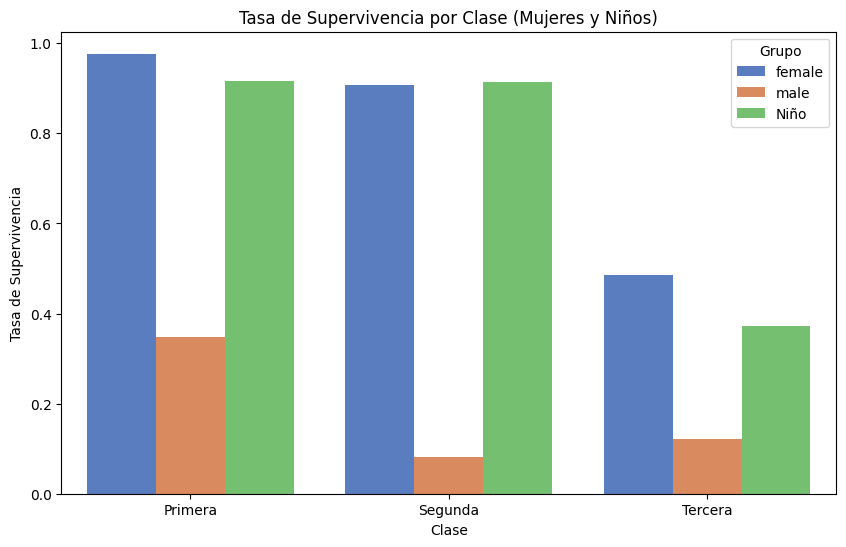 Tasa de Supervivencia por Clase (Mujeres y Niños)
Grupo
female
male
Niño
Tasa de Supervivencia
1.0
0.8
0.6
0.4
0.2
0.0
Primera
Segunda
Tercera
Clase